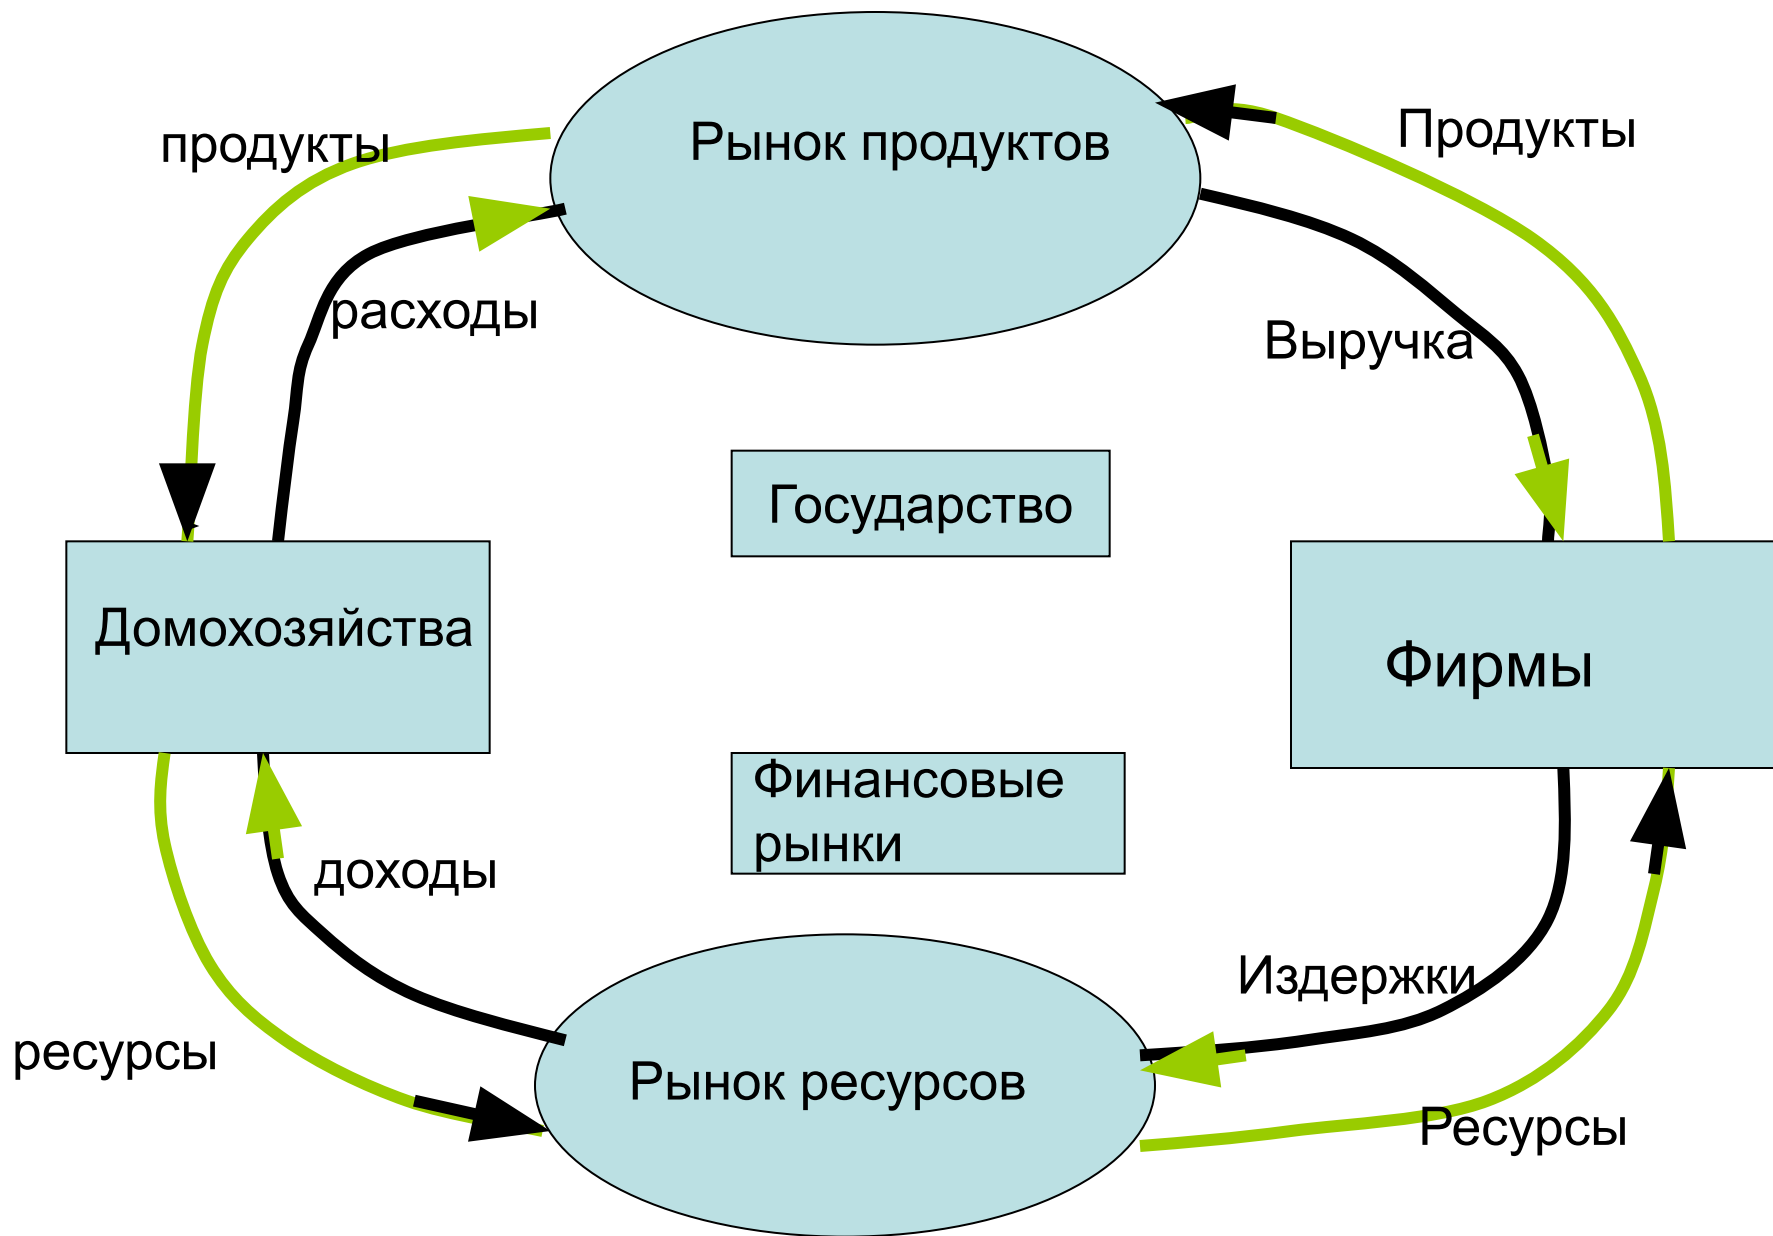 Рынок продуктов
продукты
Продукты
расходы
Выручка
Государство
Домохозяйства
Фирмы
Финансовые
рынки
доходы
Издержки
ресурсы
Рынок ресурсов
Ресурсы